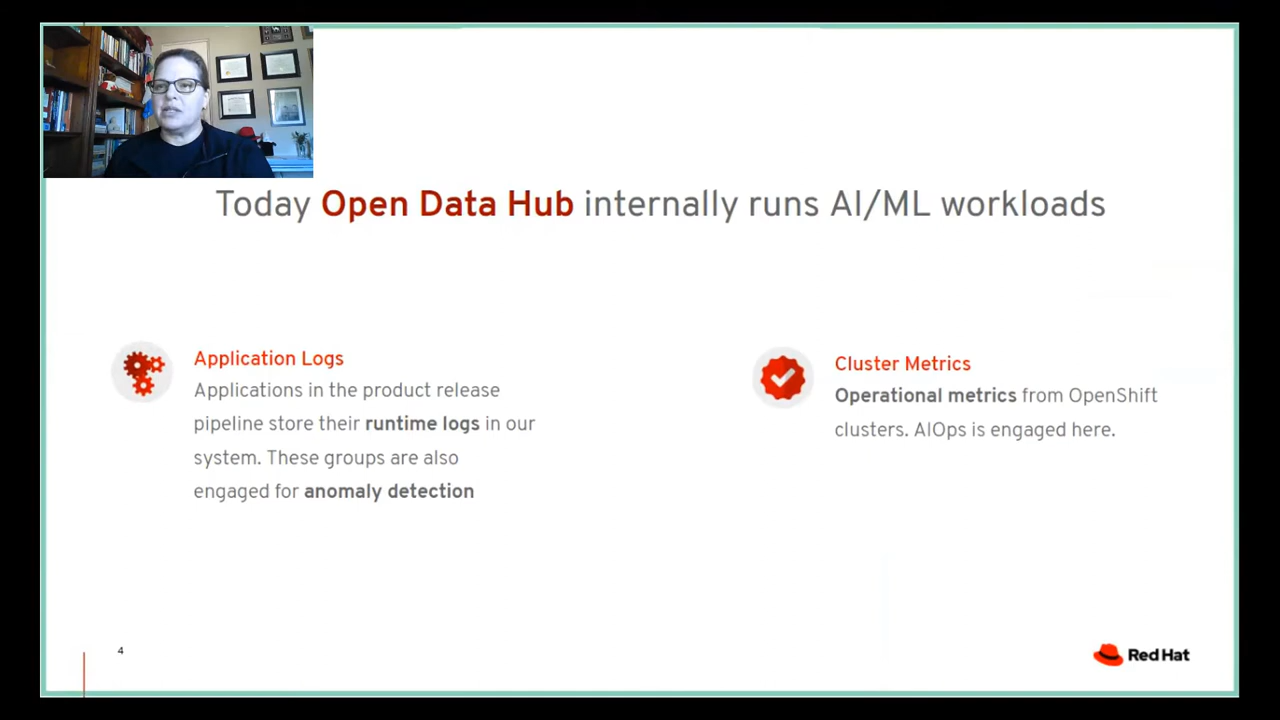 Today Open Data Hub internally runs AI/ML workloads
Application Logs
Applications in the product release
pipeline store their runtime logs in our
system. These groups are also
engaged for anomaly detection
Cluster Metrics
Operational metrics from OpenShift
clusters. AIOps is engaged here.
4
Red Hat